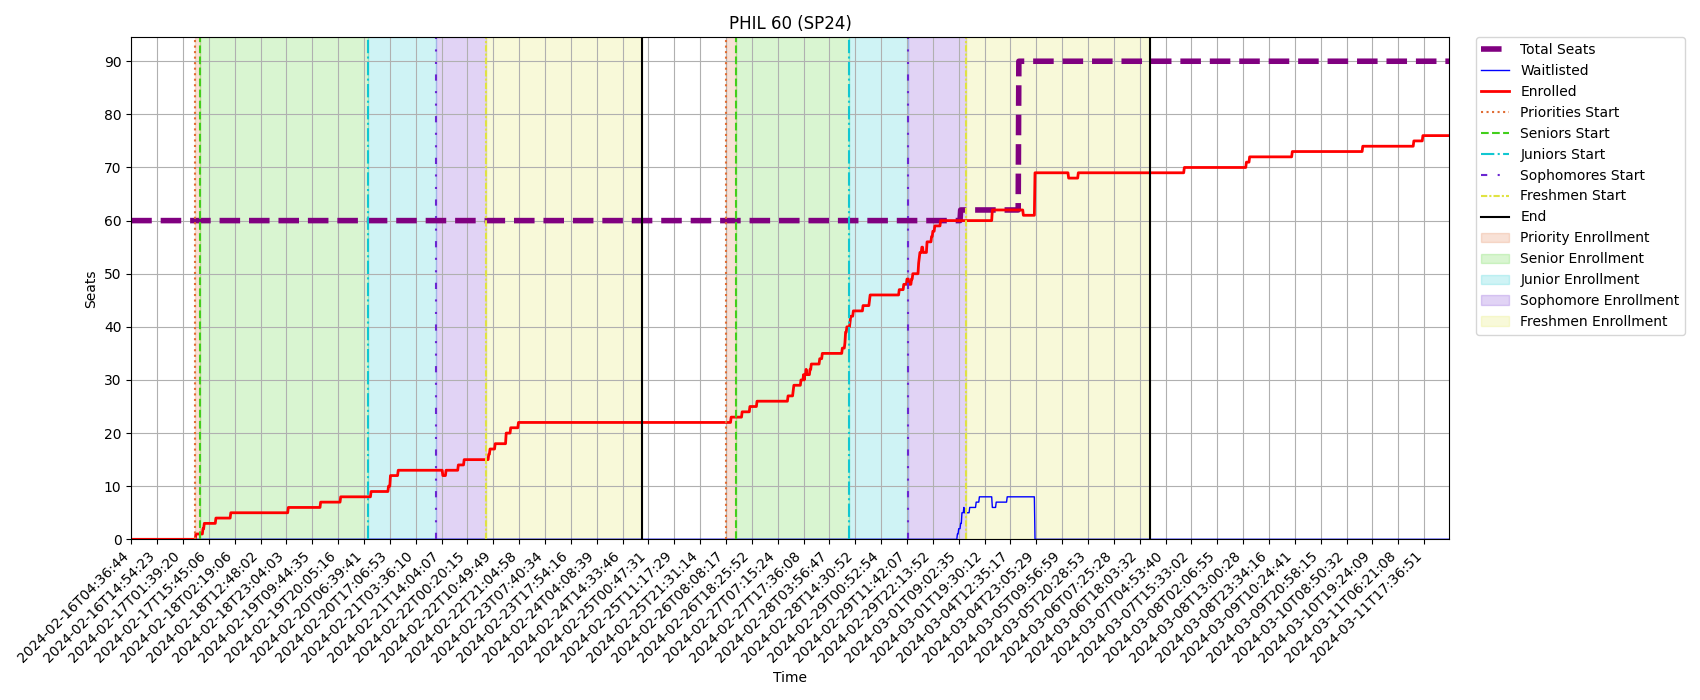 PHIL 60 (SP24)
Seats
90
80
70
60
50
40
30
20
10
0
2024-02-16T04:36:44
2024-02-16T14:54:23
2024-02-17T01:39:20
2024-02-17T15:45:06
2024-02-18T02:19:06
2024-02-18T12:48:02
2024-02-18T23:04:03
2024-02-19T09:44:35
2024-02-19T20:05:16
2024-02-20T06:39:41
2024-02-20T17:06:53
2024-02-21T03:36:10
2024-02-21T14:04:07
2024-02-22T00:20:15
2024-02-22T10:49:49
2024-02-22T21:04:58
2024-02-23T07:40:34
2024-02-23T17:54:16
2024-02-24T04:08:39
2024-02-24T14:33:46
2024-02-25T00:47:31
2024-02-25T11:17:29
2024-02-25T21:31:14
2024-02-26T08:08:17
2024-02-26T18:25:52
2024-02-27T07:15:24
2024-02-27T17:36:08
2024-02-28T03:56:47
2024-02-28T14:30:52
2024-02-29T00:52:54
2024-02-29T11:42:07
2024-02-29T22:13:52
2024-03-01T09:02:35
2024-03-01T19:30:12
2024-03-04T12:35:17
2024-03-04T23:05:29
2024-03-05T09:56:59
2024-03-05T20:28:53
2024-03-06T07:25:28
2024-03-06T18:03:32
2024-03-07T04:53:40
2024-03-07T15:33:02
2024-03-08T02:06:55
2024-03-08T13:00:28
2024-03-08T23:34:16
2024-03-09T10:24:41
2024-03-09T20:58:15
2024-03-10T08:50:32
2024-03-10T19:24:09
2024-03-11T06:21:08
2024-03-11T17:36:51
Time
Total Seats
Waitlisted
Enrolled
Priorities Start
Seniors Start
Juniors Start
Sophomores Start
Freshmen Start
End
Priority Enrollment
Senior Enrollment
Junior Enrollment
Sophomore Enrollment
Freshmen Enrollment